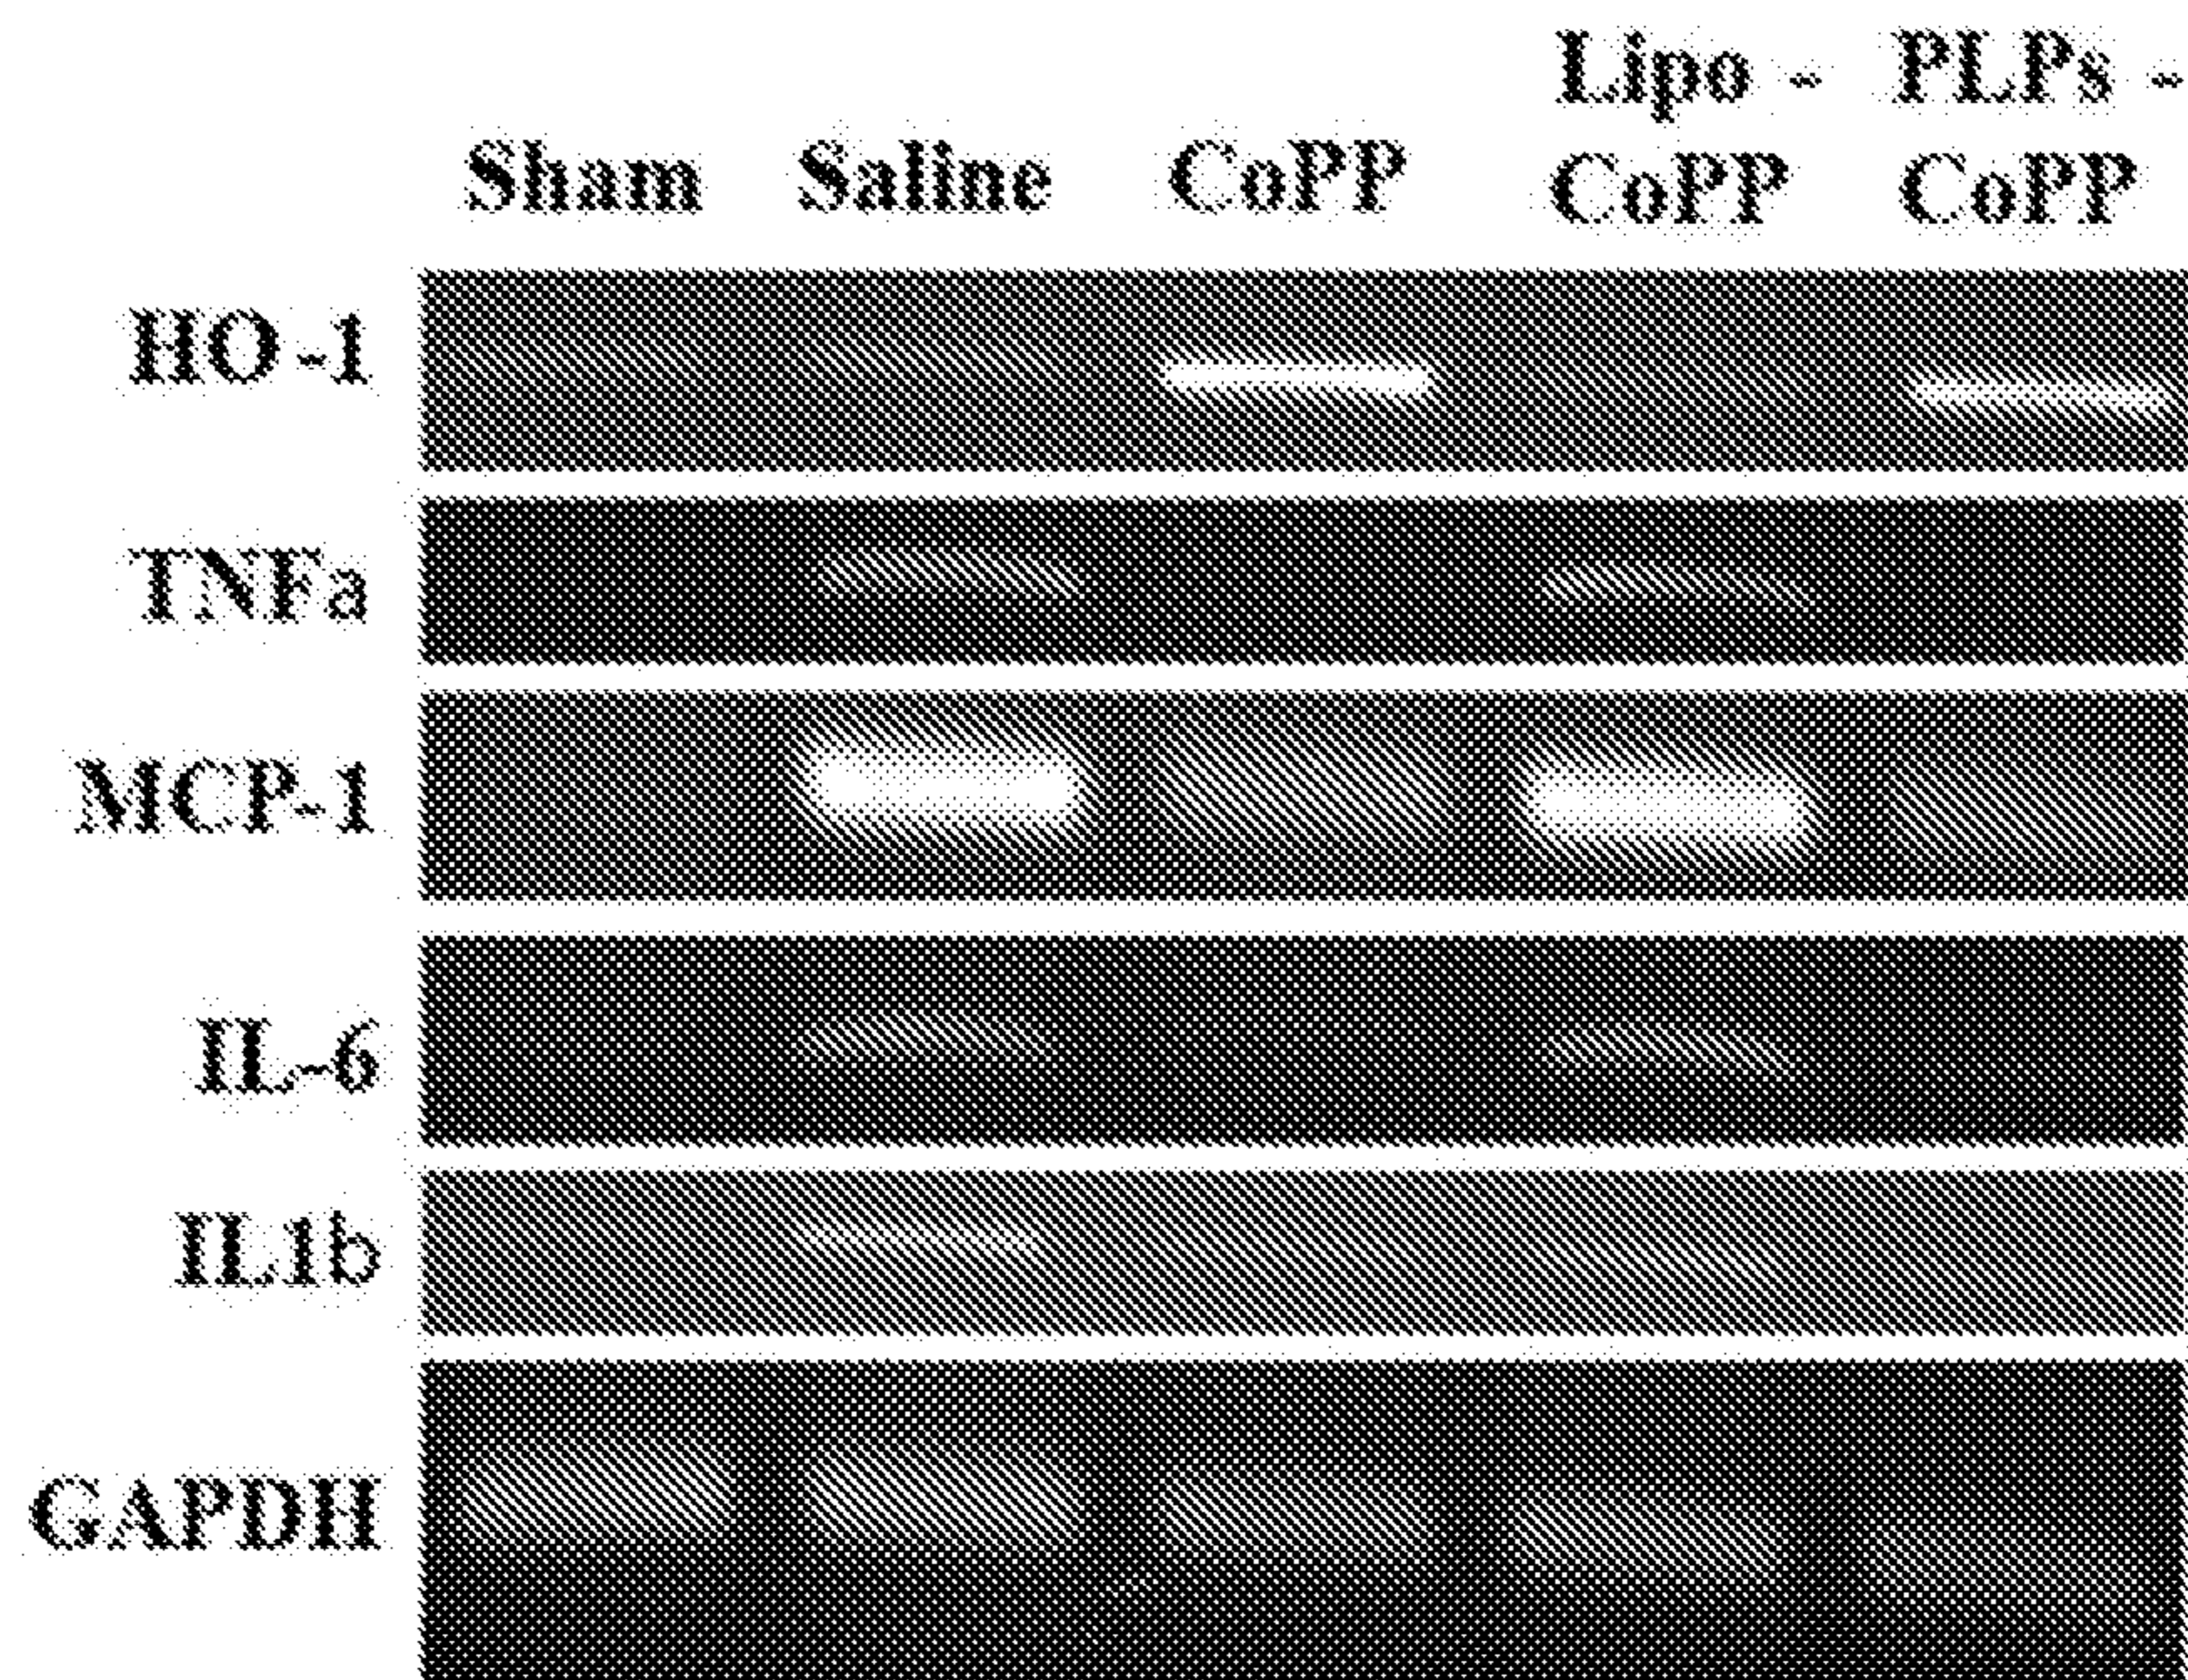 Lipo - PLPs -
Sham Saline CoPP CoPP CoPP
HO-1
TNFa
MCP-1
IL-6
IL1b
GAPDH